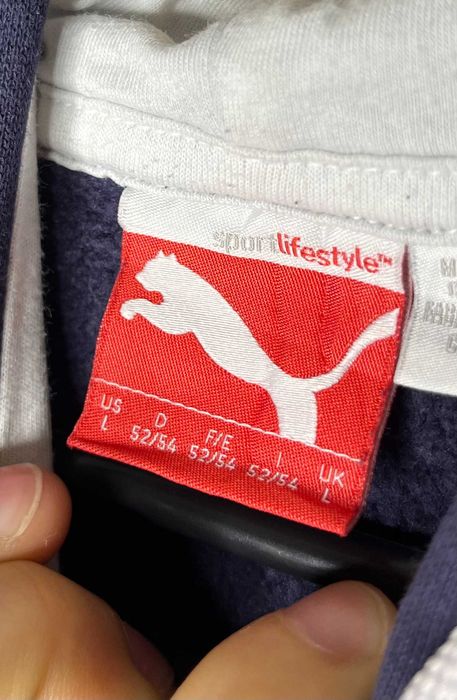 sportlifestyle™
US D F/E I UK
L 52/54 52/54 52/54 L